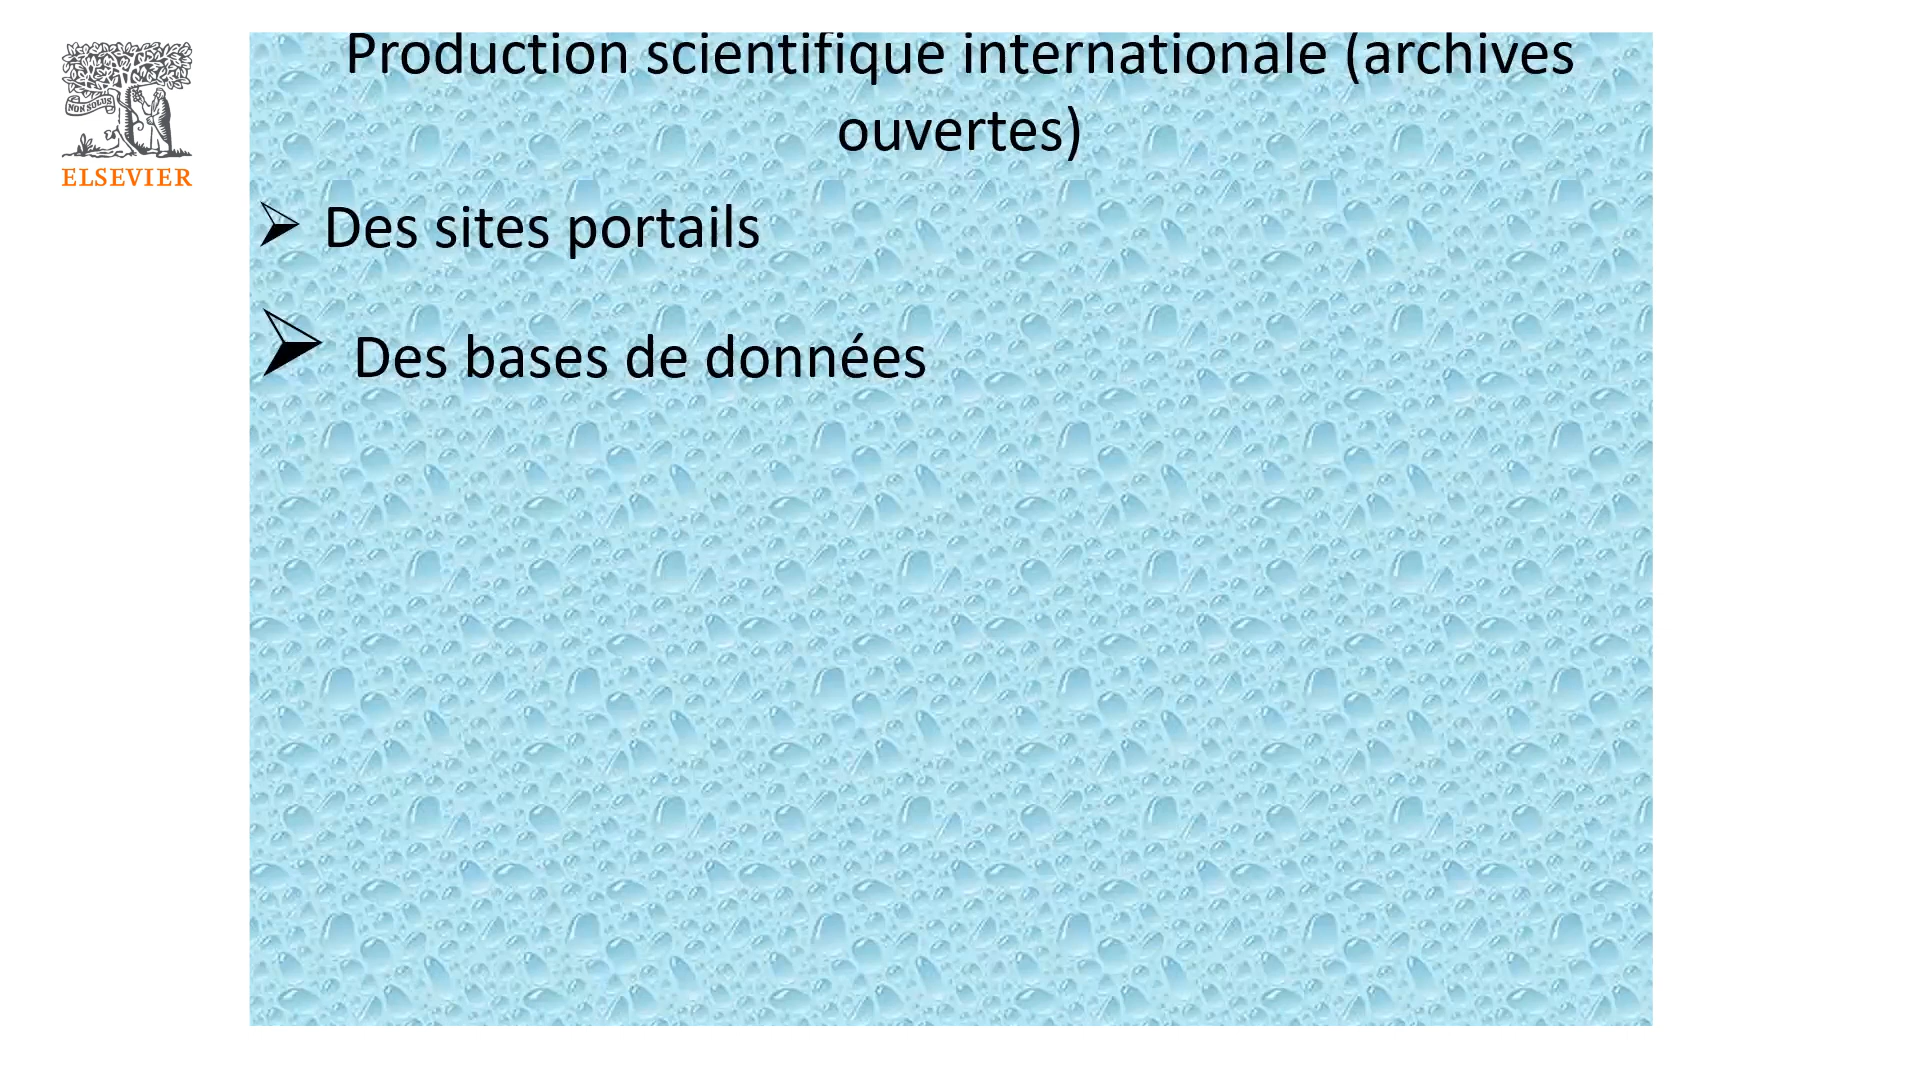 Production scientifique internationale (archives
ouvertes)
NON SOLUS
ELSEVIER
Des sites portails
Des bases de données